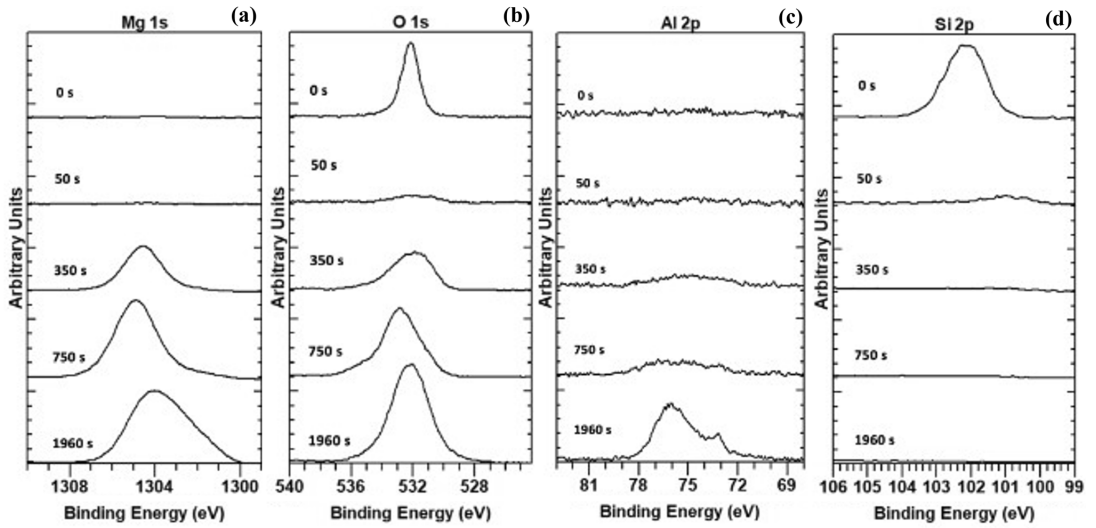 Mg 1s (a)
O 1s (b)
Al 2p (c)
Si 2p (d)
0 s
0 s
0 s
0 s
50 s
50 s
50 s
50 s
350 s
350 s
350 s
350 s
750 s
750 s
750 s
750 s
1960 s
1960 s
1960 s
1960 s
Arbitrary Units
Arbitrary Units
Arbitrary Units
Arbitrary Units
1308 1304 1300
540 536 532 528
81 78 75 72 69
106 105 104 103 102 101 100 99
Binding Energy (eV)
Binding Energy (eV)
Binding Energy (eV)
Binding Energy (eV)